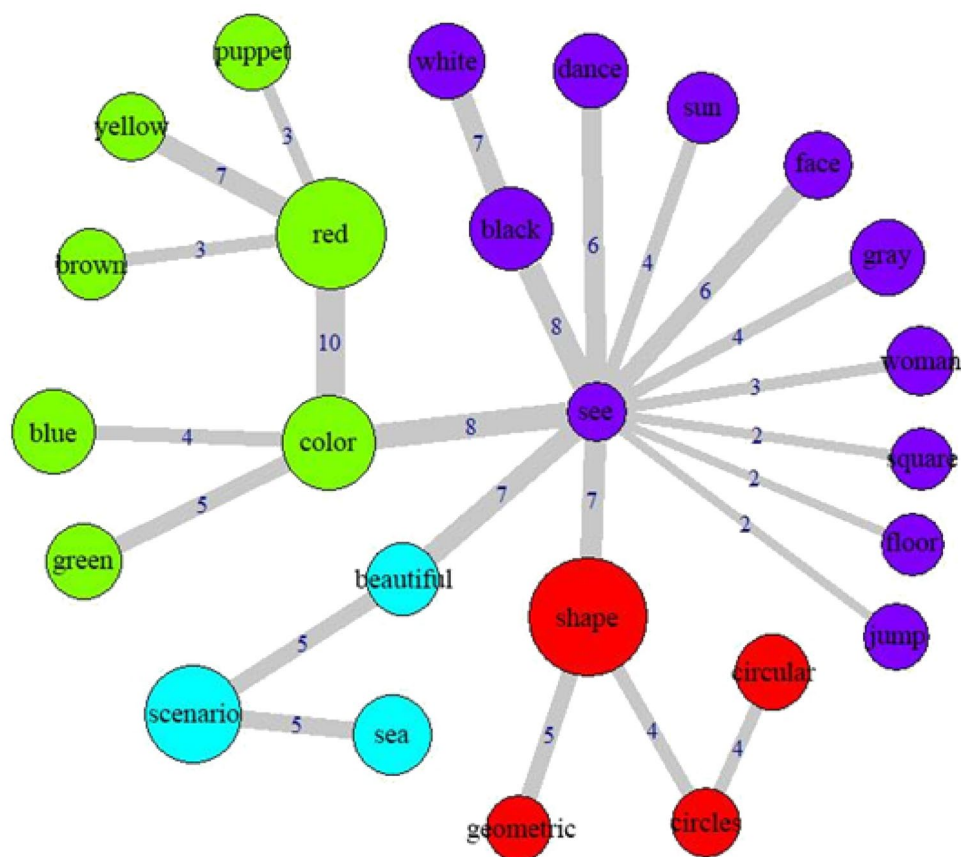 puppet
white
dance
sun
yellow
7
3
7
face
red
black
brown
3
gray
6
4
6
10
8
4
woman
3
see
blue
4
color
8
2
square
7
7
2
floor
5
2
green
beautiful
shape
jump
5
circular
scenario
5
sea
5
4
4
geometric
circles